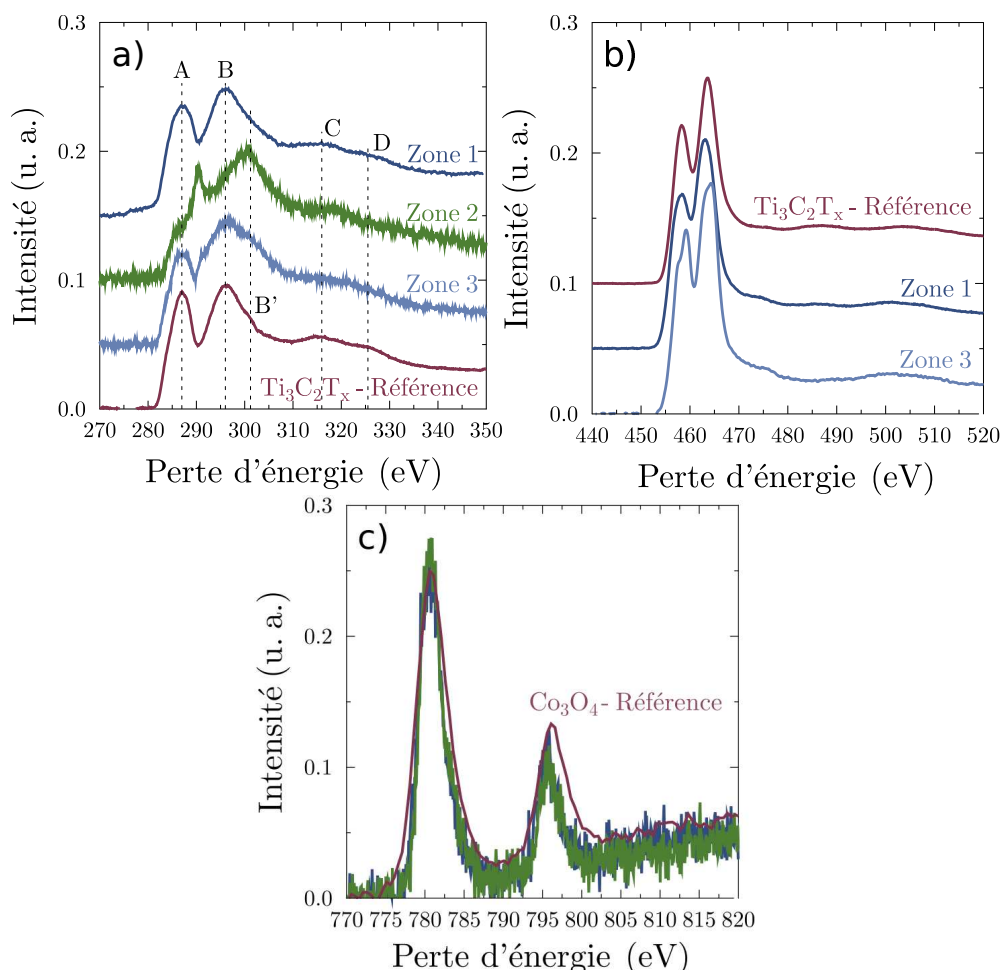 a)
Intensité (u. a.)
0.3
0.2
0.1
0.0
A
B
C
D
B'
Zone 1
Zone 2
Zone 3
Ti₃C₂Tₓ - Référence
270 280 290 300 310 320 330 340 350
Perte d'énergie (eV)
b)
Intensité (u. a.)
0.3
0.2
0.1
0.0
Ti₃C₂Tₓ - Référence
Zone 1
Zone 3
440 450 460 470 480 490 500 510 520
Perte d'énergie (eV)
c)
Intensité (u. a.)
0.3
0.2
0.1
0.0
Co₃O₄ - Référence
770 775 780 785 790 795 800 805 810 815 820
Perte d'énergie (eV)